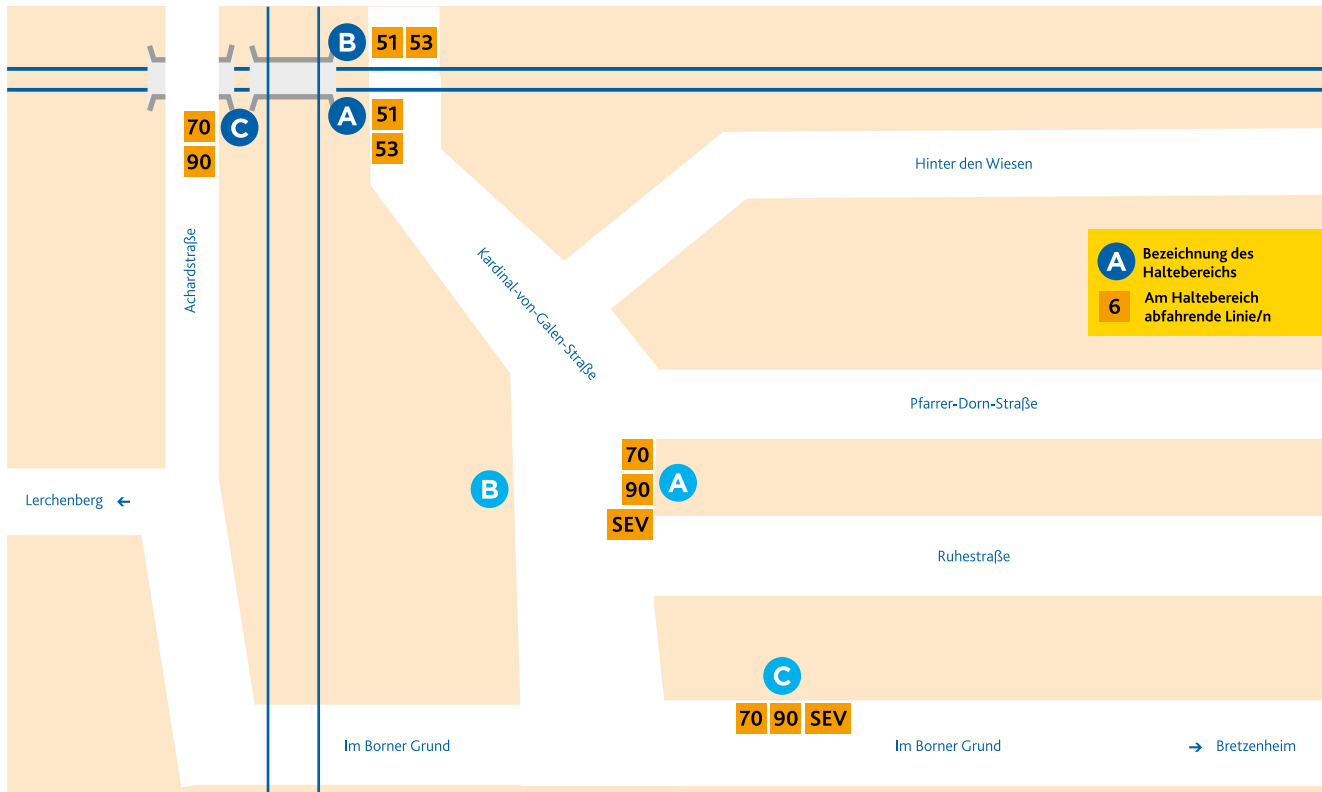 B 51 53
A 51
53
70 C
90
Hinter den Wiesen
Achardstraße
Kardinal-von-Galen-Straße
A Bezeichnung des
Haltebereichs
6 Am Haltebereich
abfahrende Linie/n
Pfarrer-Dorn-Straße
70
90 A
SEV
B
Lerchenberg ←
Ruhestraße
C
70 90 SEV
Im Borner Grund
Im Borner Grund
→ Bretzenheim